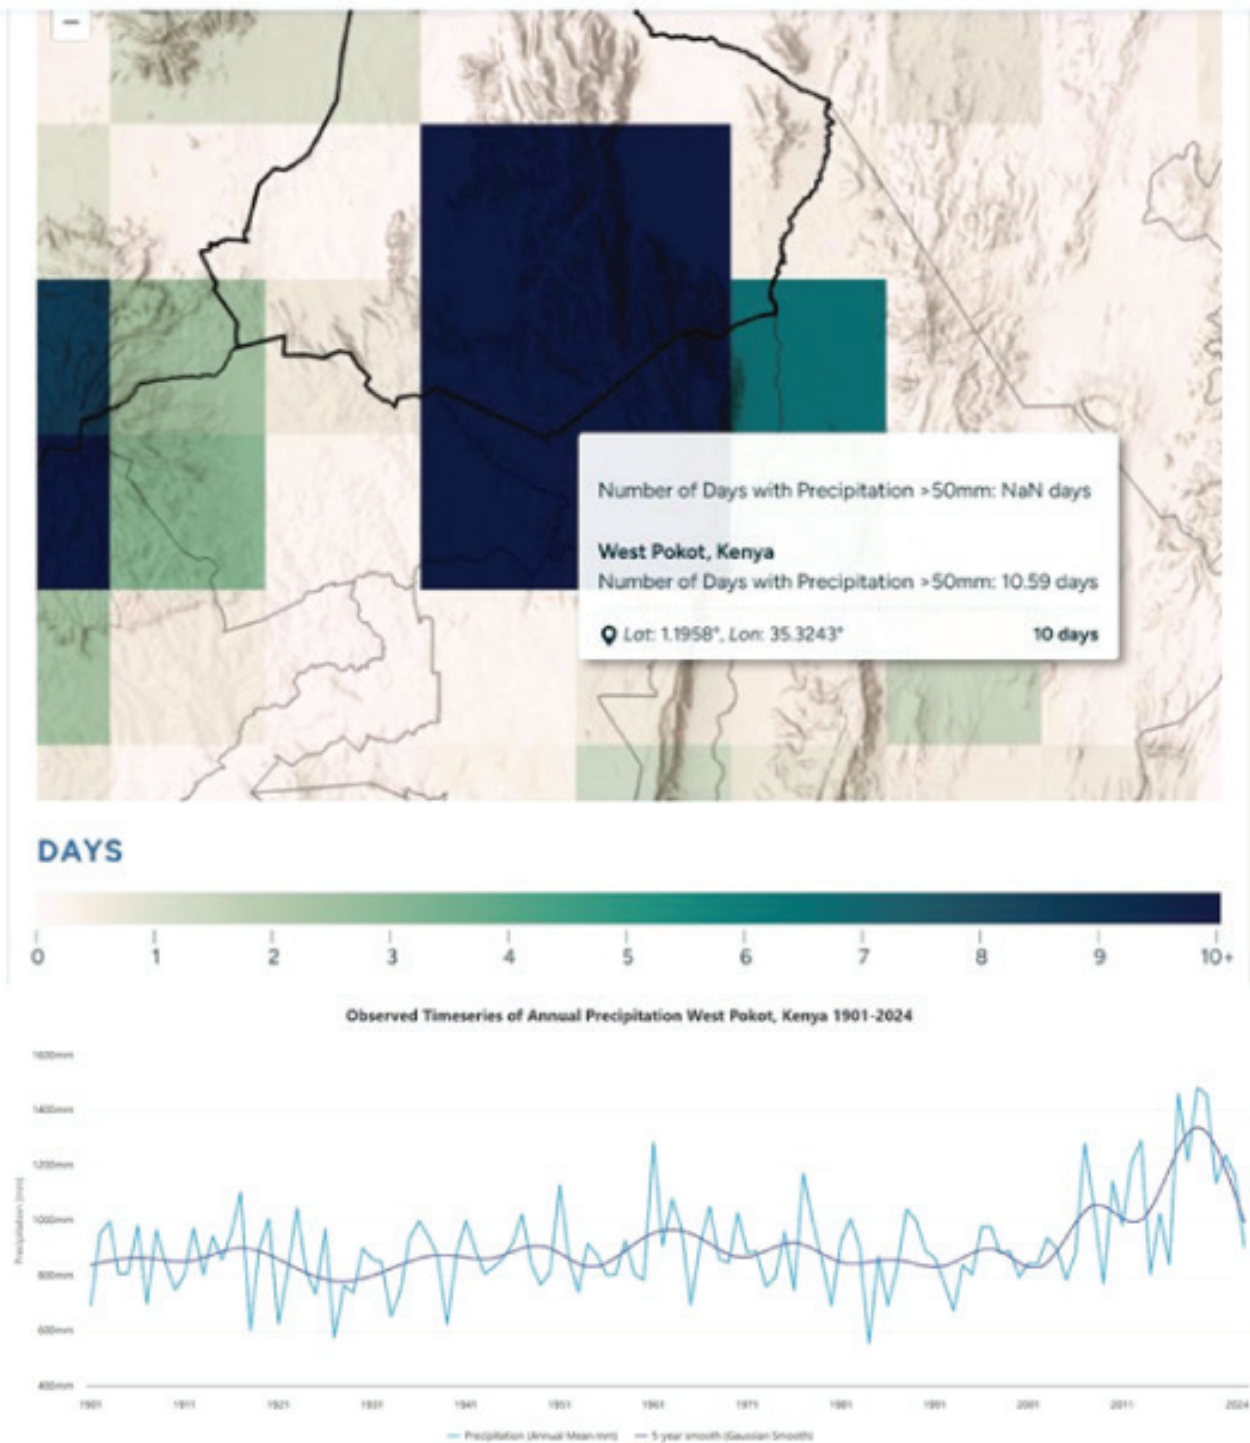 −
Number of Days with Precipitation >50mm: NaN days
West Pokot, Kenya
Number of Days with Precipitation >50mm: 10.59 days
Lat: 1.1958°, Lon: 35.3243°
10 days
DAYS
0 1 2 3 4 5 6 7 8 9 10+
Observed Timeseries of Annual Precipitation West Pokot, Kenya 1901-2024
1600mm
1400mm
1200mm
1000mm
800mm
600mm
400mm
Precipitation (mm)
1901 1911 1921 1931 1941 1951 1961 1971 1981 1991 2001 2011 2024
Precipitation (Annual Mean mm) 5-year smooth (Gaussian Smooth)